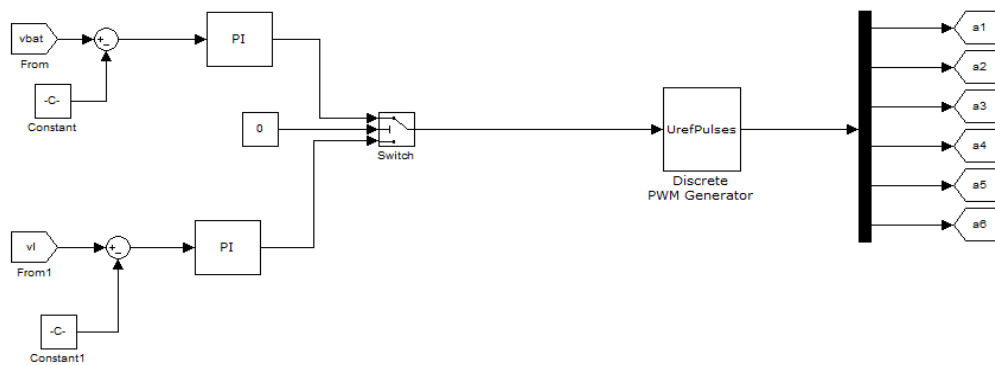 vbat
From
+
−
PI
-C-
Constant
0
Switch
UrefPulses
Discrete
PWM Generator
a1
a2
a3
a4
a5
a6
vl
From1
+
−
PI
-C-
Constant1